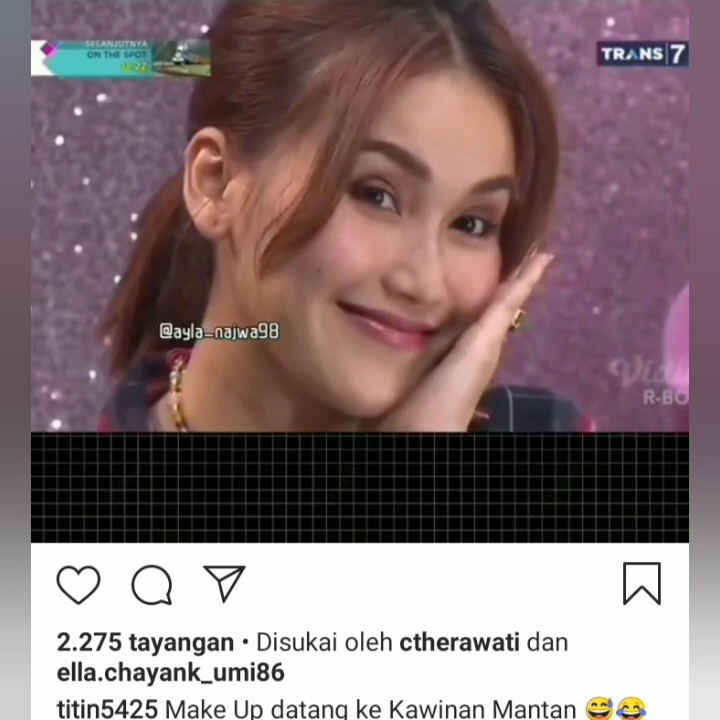 SELANJUTNYA
ON THE SPOT
TRANS|7
@ayla_najwa98
R-BO
2.275 tayangan • Disukai oleh ctherawati dan
ella.chayank_umi86
titin5425 Make Up datang ke Kawinan Mantan 😅😂